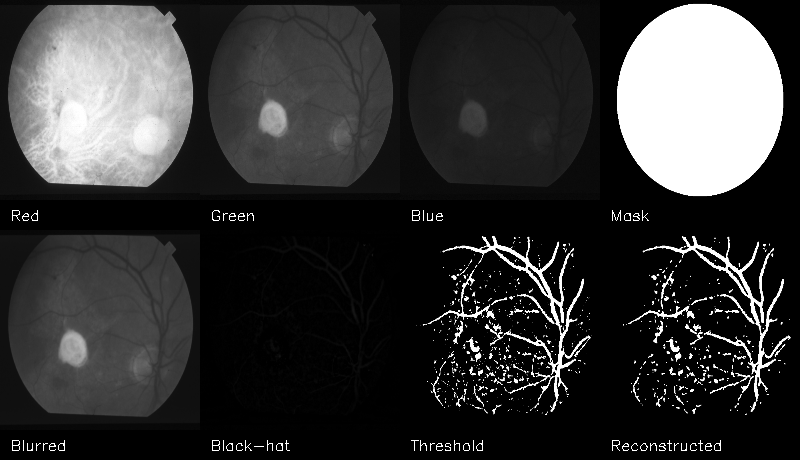 Red
Green
Blue
Mask
Blurred
Black-hat
Threshold
Reconstructed